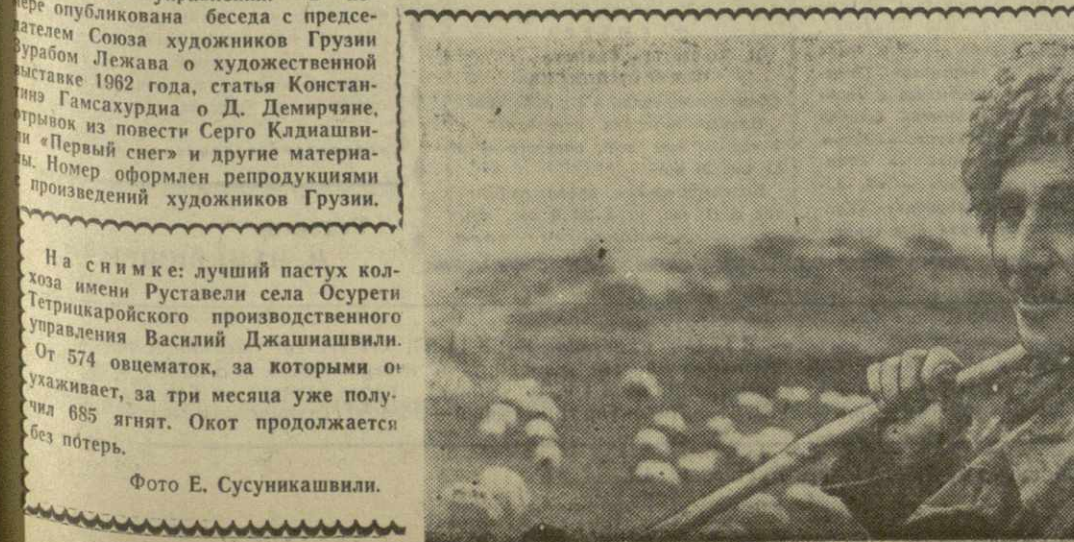 опубликована беседа с предсе-
дателем Союза художников Грузии
Зурабом Лежава о художественной
выставке 1962 года, статья Констан-
тинэ Гамсахурдиа о Д. Демирчяне,
отрывок из повести Серго Клдиашви-
ли «Первый снег» и другие материа-
лы. Номер оформлен репродукциями
произведений художников Грузии.
На снимке: лучший пастух кол-
хоза имени Руставели села Осурети
Тетрицкаройского производственного
управления Василий Джашиашвили.
От 574 овцематок, за которыми он
ухаживает, за три месяца уже полу-
чил 685 ягнят. Окот продолжается
без потерь.
Фото Е. Сусуникашвили.